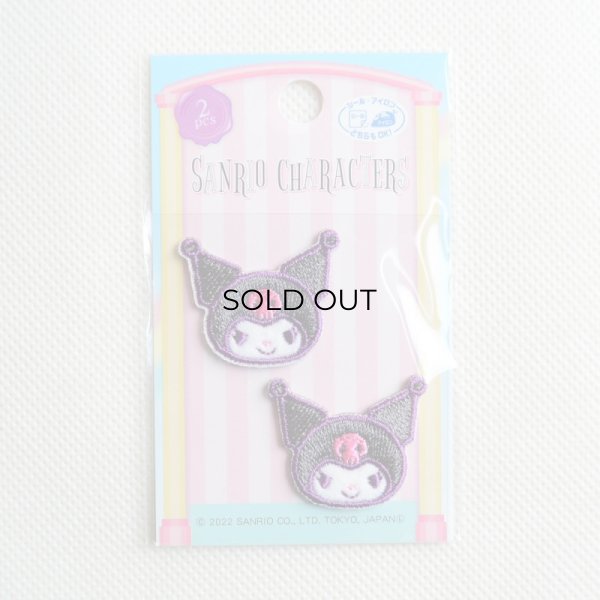 2
pcs
シール・アイロン
どちらもOK!
SANRIO CHARACTERS
SOLD OUT
© 2022 SANRIO CO., LTD. TOKYO, JAPAN Ⓛ